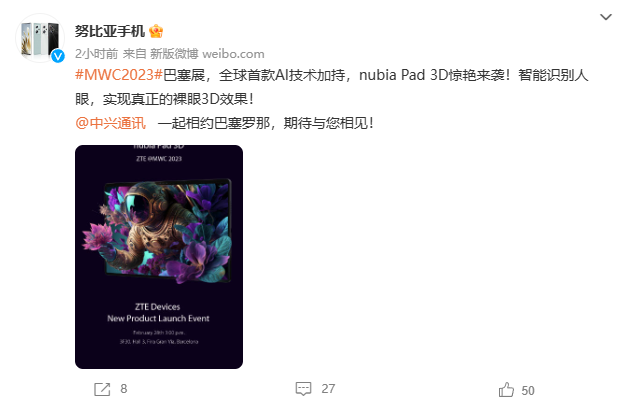 努比亚手机
2小时前 来自 新版微博 weibo.com
#MWC2023#巴塞展，全球首款AI技术加持，nubia Pad 3D惊艳来袭！智能识别人
眼，实现真正的裸眼3D效果！
@中兴通讯 一起相约巴塞罗那，期待与您相见！
nubia Pad 3D
ZTE @MWC 2023
ZTE Devices
New Product Launch Event
3F30, Hall 3, Fira Gran Via, Barcelona
8
27
50